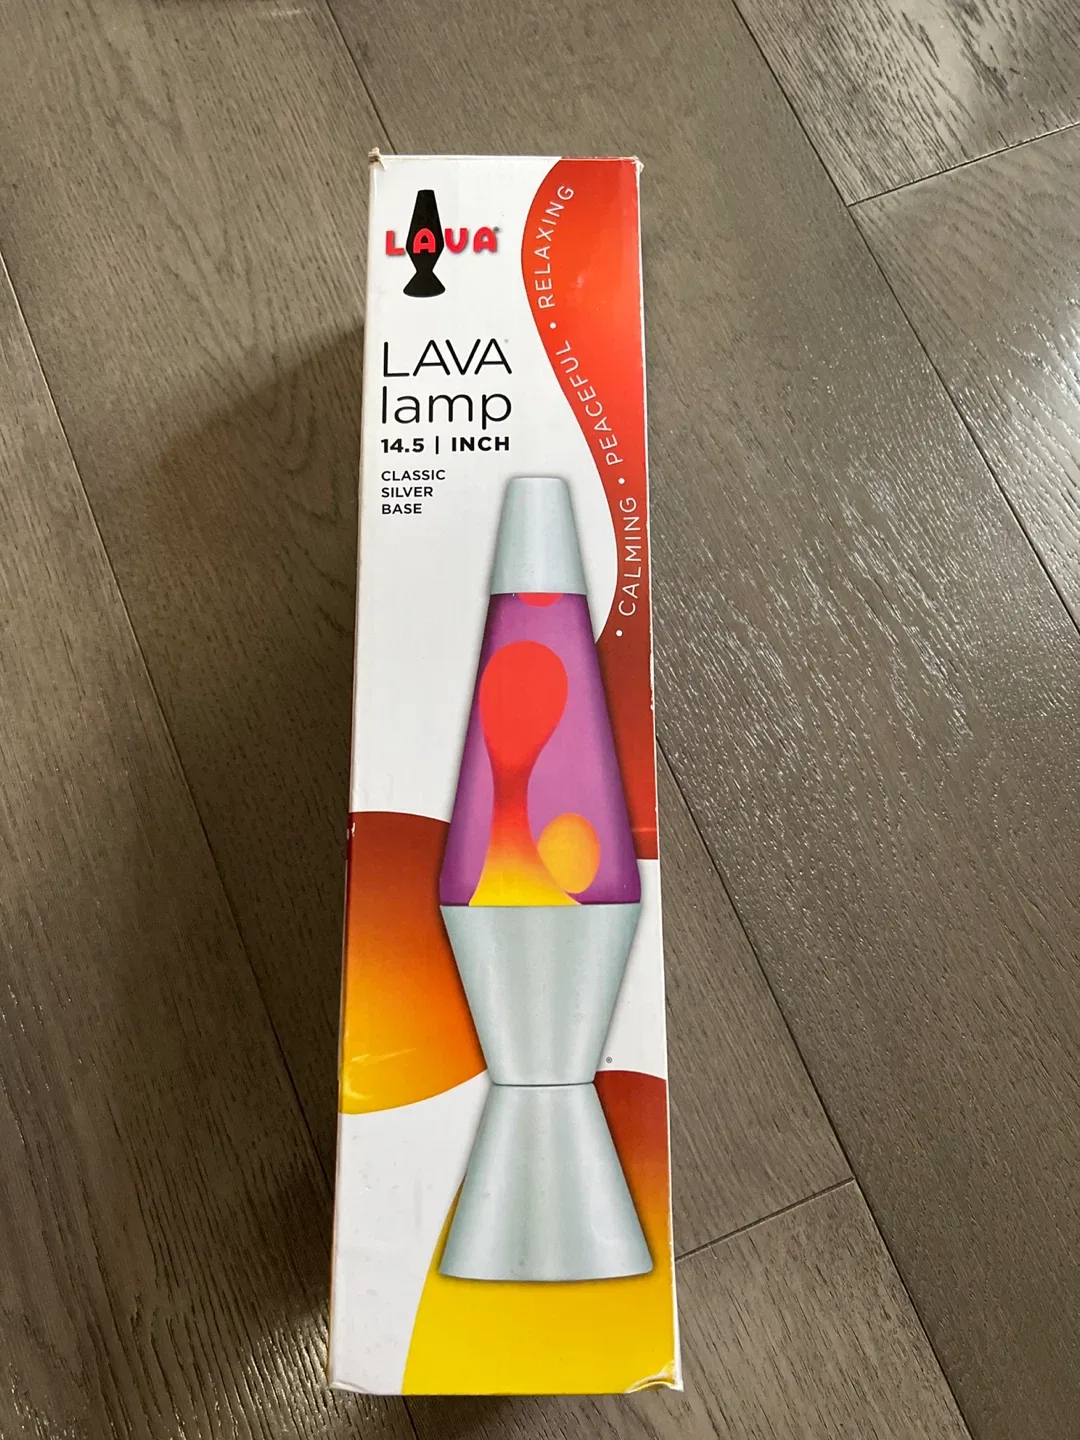 LAVA®
LAVA®
lamp
14.5 | INCH
CLASSIC
SILVER
BASE
• CALMING • PEACEFUL • RELAXING
®